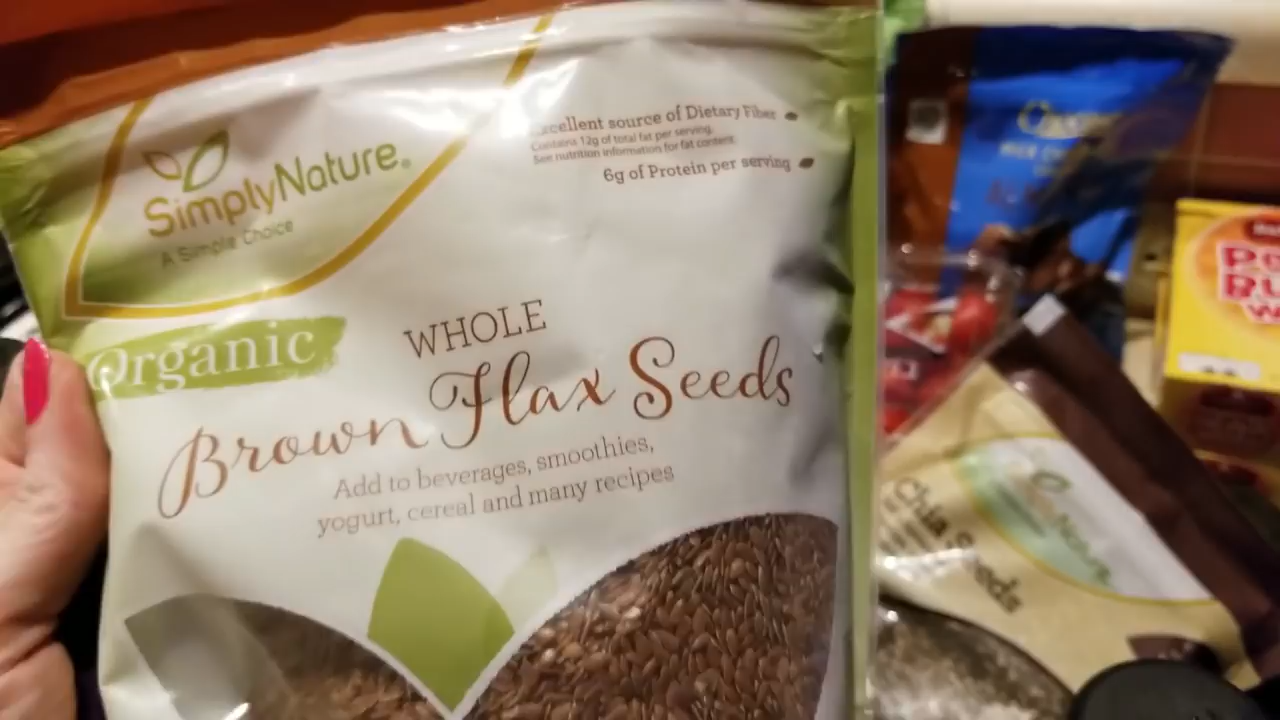 SimplyNature®
A Simple Choice
xcellent source of Dietary Fiber
Contains 12g of total fat per serving.
See nutrition information for fat content.
6g of Protein per serving
Organic
WHOLE
Brown Flax Seeds
Add to beverages, smoothies,
yogurt, cereal and many recipes
Chia Seeds